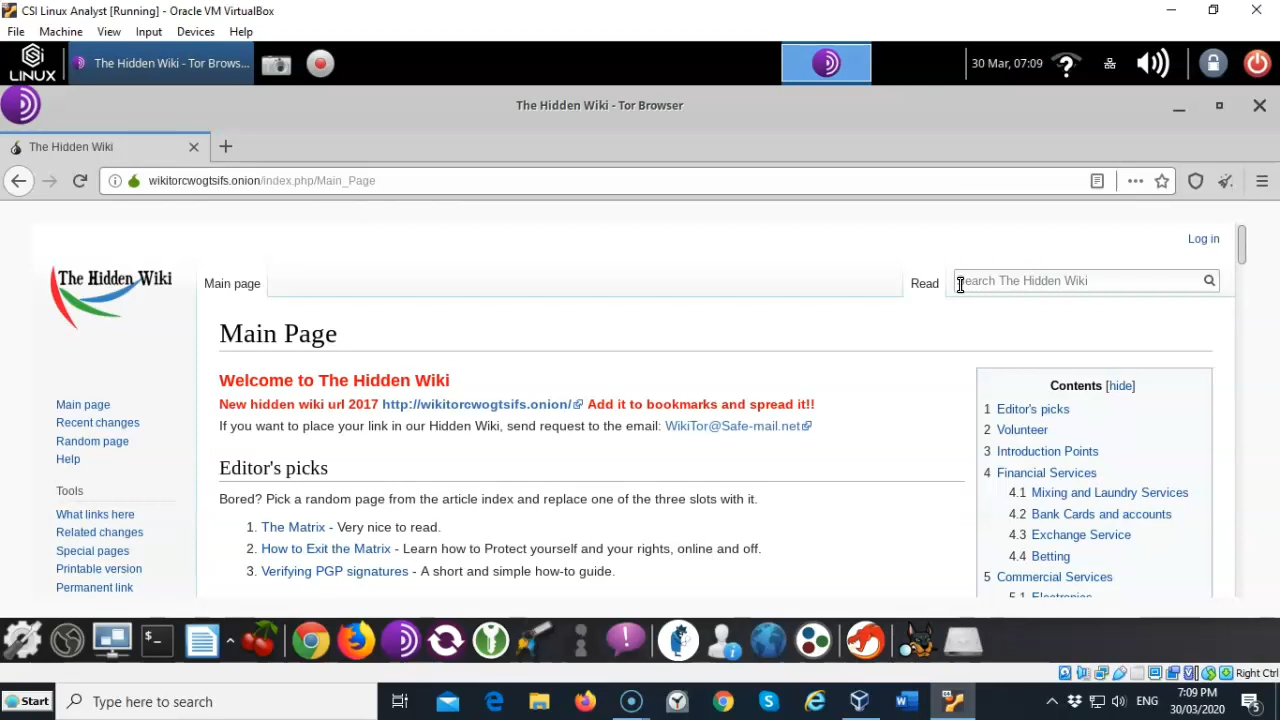 CSI Linux Analyst [Running] - Oracle VM VirtualBox
File Machine View Input Devices Help
SI LINUX The Hidden Wiki - Tor Brows... 30 Mar, 07:09
The Hidden Wiki - Tor Browser
The Hidden Wiki
wikitorcwogtsifs.onion/index.php/Main_Page
Log in
The Hidden Wiki
Main page Read earch The Hidden Wiki
Main Page
Welcome to The Hidden Wiki
New hidden wiki url 2017 http://wikitorcwogtsifs.onion/ Add it to bookmarks and spread it!!
If you want to place your link in our Hidden Wiki, send request to the email: WikiTor@Safe-mail.net
Editor's picks
Bored? Pick a random page from the article index and replace one of the three slots with it.
1. The Matrix - Very nice to read.
2. How to Exit the Matrix - Learn how to Protect yourself and your rights, online and off.
3. Verifying PGP signatures - A short and simple how-to guide.
Main page
Recent changes
Random page
Help
Tools
What links here
Related changes
Special pages
Printable version
Permanent link
Contents [hide]
1 Editor's picks
2 Volunteer
3 Introduction Points
4 Financial Services
4.1 Mixing and Laundry Services
4.2 Bank Cards and accounts
4.3 Exchange Service
4.4 Betting
5 Commercial Services
5.1 Electronics
Right Ctrl
Start Type here to search ENG 7:09 PM
30/03/2020 5